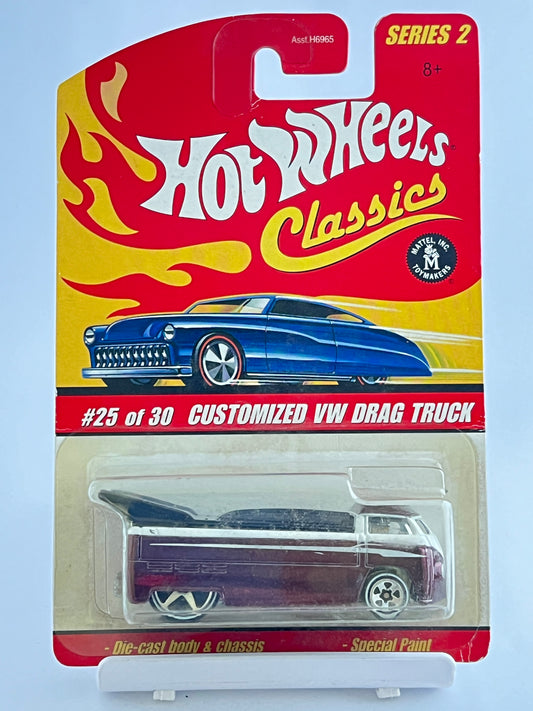 Asst.H6965
SERIES 2
8+
Hot Wheels
Classics
MATTEL, INC.
M
TOYMAKERS
#25 of 30 CUSTOMIZED VW DRAG TRUCK
- Die-cast body & chassis
- Special Paint